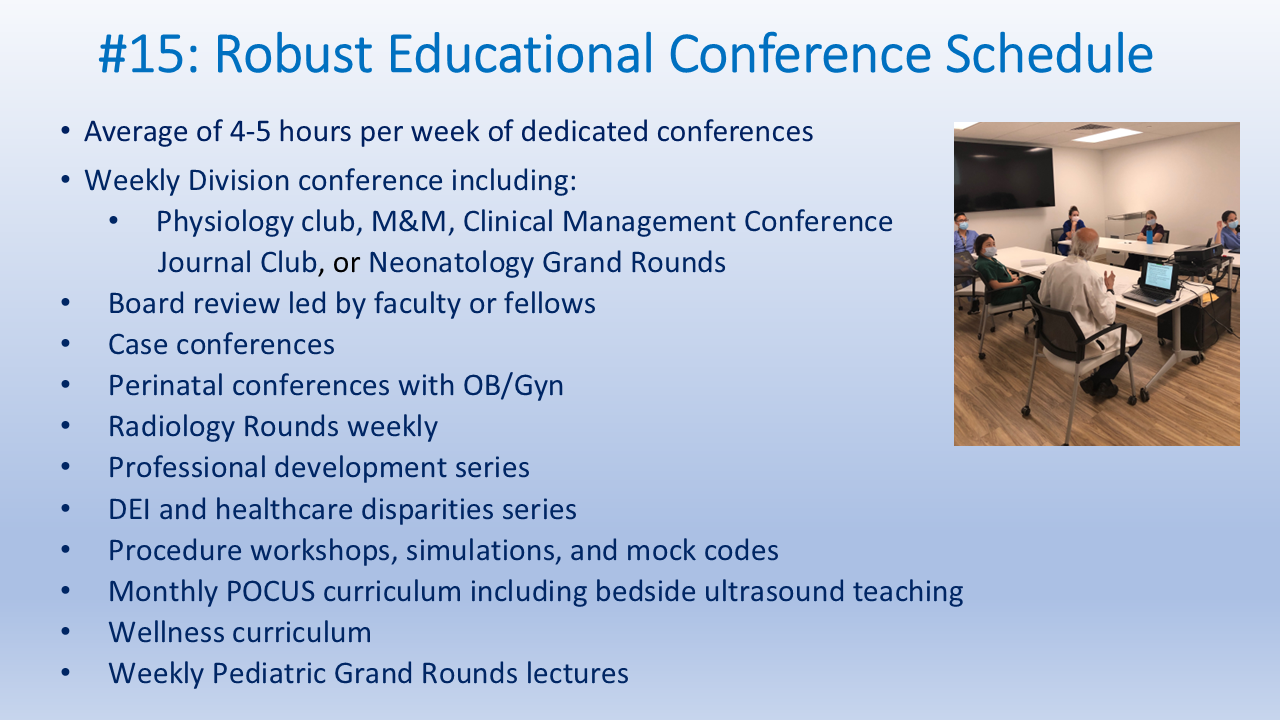 #15: Robust Educational Conference Schedule
• Average of 4-5 hours per week of dedicated conferences
• Weekly Division conference including:
• Physiology club, M&M, Clinical Management Conference
Journal Club, or Neonatology Grand Rounds
• Board review led by faculty or fellows
• Case conferences
• Perinatal conferences with OB/Gyn
• Radiology Rounds weekly
• Professional development series
• DEI and healthcare disparities series
• Procedure workshops, simulations, and mock codes
• Monthly POCUS curriculum including bedside ultrasound teaching
• Wellness curriculum
• Weekly Pediatric Grand Rounds lectures